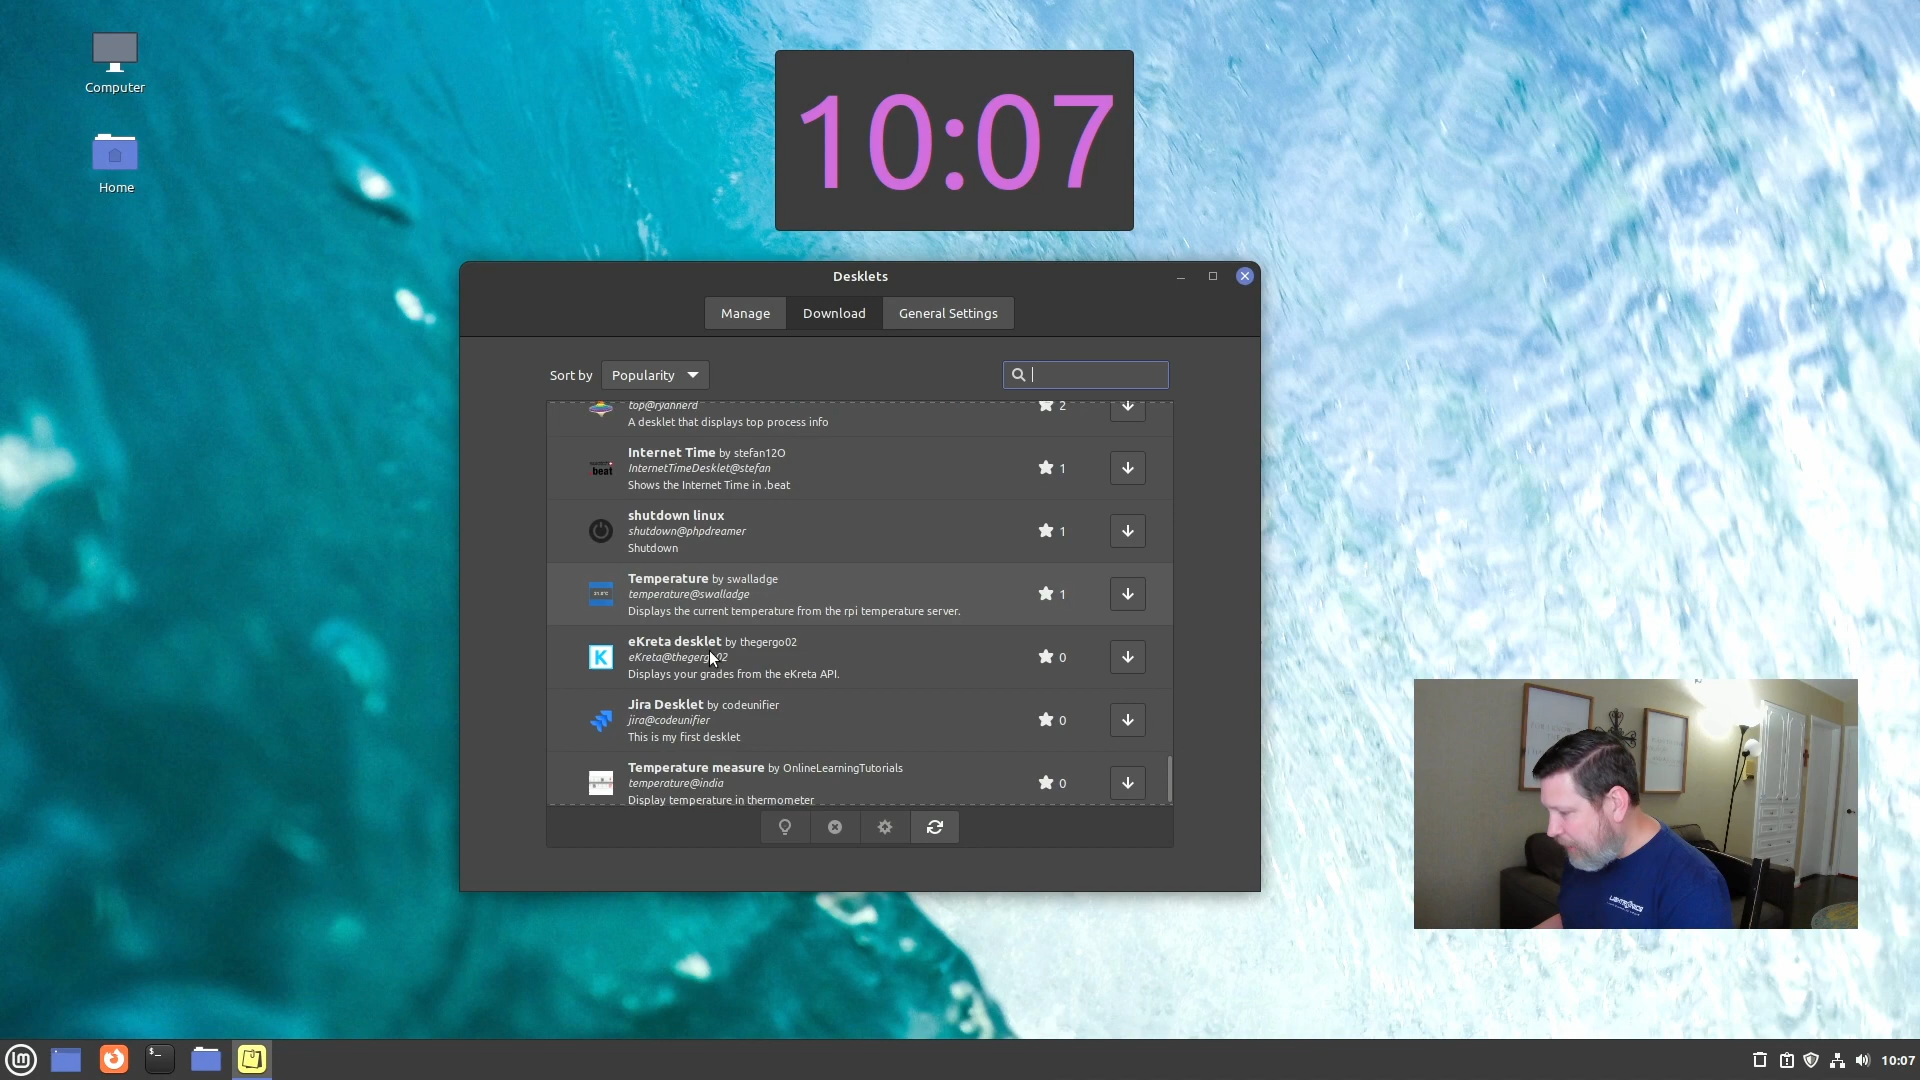 Computer
Home
10:07
Desklets
Manage
Download
General Settings
Sort by
Popularity
top@ryannerd
2
A desklet that displays top process info
Internet Time by stefan12O
InternetTimeDesklet@stefan
1
Shows the Internet Time in .beat
beat
shutdown linux
shutdown@phpdreamer
1
Shutdown
Temperature by swalladge
temperature@swalladge
1
Displays the current temperature from the rpi temperature server.
eKreta desklet by thegergo02
K
0
Displays your grades from the eKreta API.
Jira Desklet by codeunifier
jira@codeunifier
0
This is my first desklet
Temperature measure by OnlineLearningTutorials
temperature@india
0
Display temperature in thermometer
LIGHTRONICS
$_
10:07